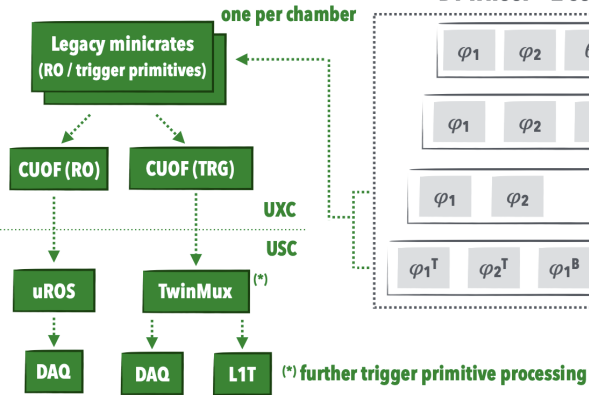 one per chamber
Legacy minicrates
(RO / trigger primitives)
φ1 φ2
φ1 φ2
CUOF (RO) CUOF (TRG)
φ1 φ2
UXC
USC
φ1T φ2T φ1B
uROS TwinMux (*)
DAQ DAQ L1T (*) further trigger primitive processing